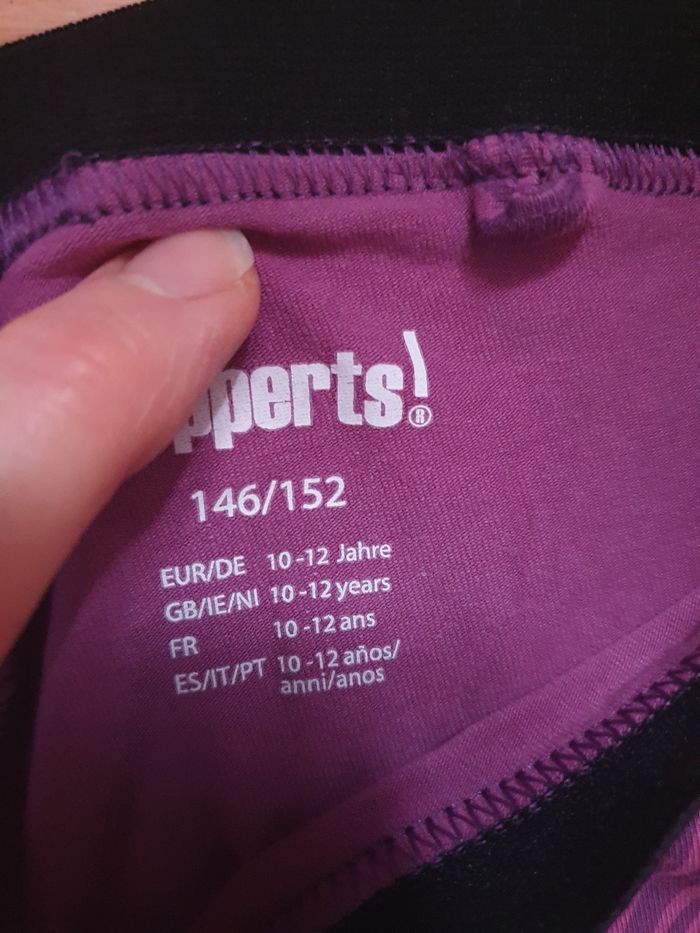 pperts!®
146/152
EUR/DE 10-12 Jahre
GB/IE/NI 10-12 years
FR 10-12 ans
ES/IT/PT 10-12 años/
anni/anos